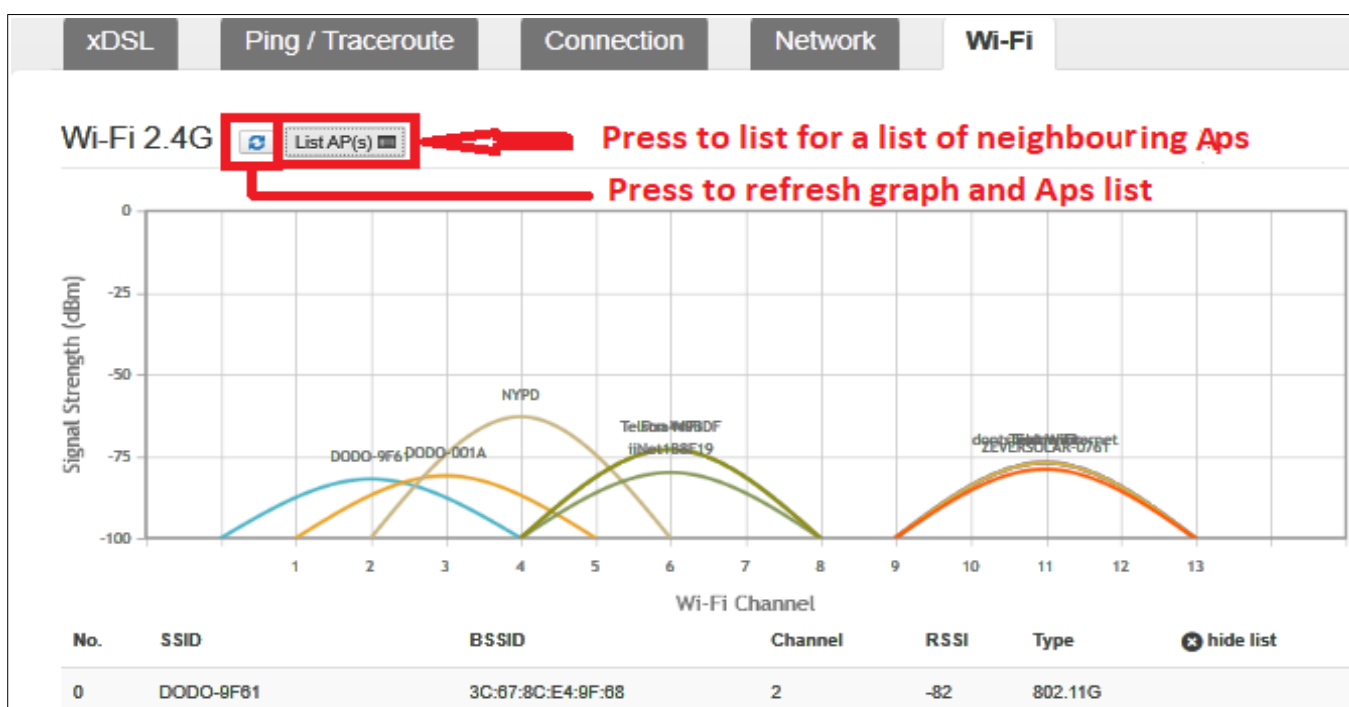 xDSL Ping / Traceroute Connection Network Wi-Fi
Wi-Fi 2.4G List AP(s) Press to list for a list of neighbouring Aps
Press to refresh graph and Aps list
Signal Strength (dBm)
0
-25
-50
-75
-100
NYPD
DODO-9F61 DODO-001A
iiNet1B8F19
ZEVERSOLAR-0761
1 2 3 4 5 6 7 8 9 10 11 12 13
Wi-Fi Channel
No. SSID BSSID Channel RSSI Type hide list
0 DODO-9F61 3C:67:8C:E4:9F:68 2 -82 802.11G